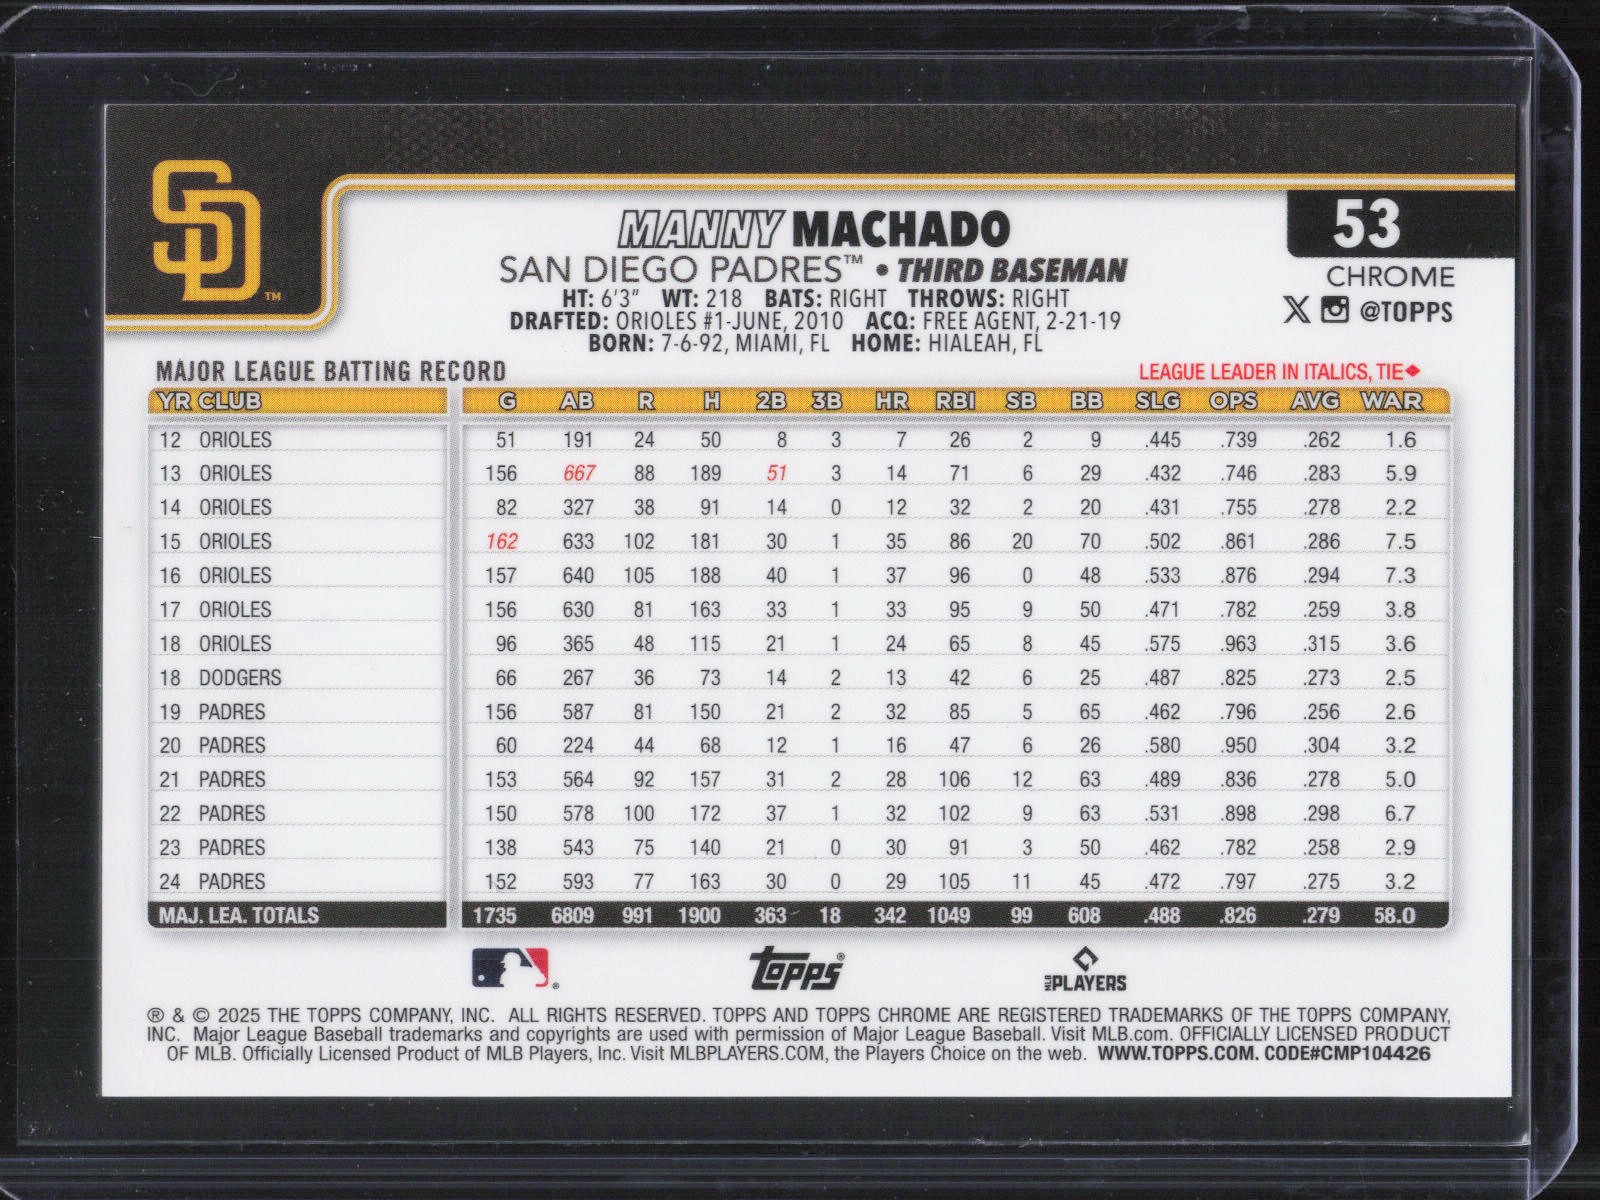 SD™
53
MANNY MACHADO
CHROME
SAN DIEGO PADRES™ • THIRD BASEMAN
HT: 6'3" WT: 218 BATS: RIGHT THROWS: RIGHT
@TOPPS
DRAFTED: ORIOLES #1-JUNE, 2010 ACQ: FREE AGENT, 2-21-19
BORN: 7-6-92, MIAMI, FL HOME: HIALEAH, FL
MAJOR LEAGUE BATTING RECORD
LEAGUE LEADER IN ITALICS, TIE◆
YR CLUB G AB R H 2B 3B HR RBI SB BB SLG OPS AVG WAR
12 ORIOLES 51 191 24 50 8 3 7 26 2 9 .445 .739 .262 1.6
13 ORIOLES 156 667 88 189 51 3 14 71 6 29 .432 .746 .283 5.9
14 ORIOLES 82 327 38 91 14 0 12 32 2 20 .431 .755 .278 2.2
15 ORIOLES 162 633 102 181 30 1 35 86 20 70 .502 .861 .286 7.5
16 ORIOLES 157 640 105 188 40 1 37 96 0 48 .533 .876 .294 7.3
17 ORIOLES 156 630 81 163 33 1 33 95 9 50 .471 .782 .259 3.8
18 ORIOLES 96 365 48 115 21 1 24 65 8 45 .575 .963 .315 3.6
18 DODGERS 66 267 36 73 14 2 13 42 6 25 .487 .825 .273 2.5
19 PADRES 156 587 81 150 21 2 32 85 5 65 .462 .796 .256 2.6
20 PADRES 60 224 44 68 12 1 16 47 6 26 .580 .950 .304 3.2
21 PADRES 153 564 92 157 31 2 28 106 12 63 .489 .836 .278 5.0
22 PADRES 150 578 100 172 37 1 32 102 9 63 .531 .898 .298 6.7
23 PADRES 138 543 75 140 21 0 30 91 3 50 .462 .782 .258 2.9
24 PADRES 152 593 77 163 30 0 29 105 11 45 .472 .797 .275 3.2
MAJ. LEA. TOTALS 1735 6809 991 1900 363 18 342 1049 99 608 .488 .826 .279 58.0
topps® MLB PLAYERS
® & © 2025 THE TOPPS COMPANY, INC. ALL RIGHTS RESERVED. TOPPS AND TOPPS CHROME ARE REGISTERED TRADEMARKS OF THE TOPPS COMPANY,
INC. Major League Baseball trademarks and copyrights are used with permission of Major League Baseball. Visit MLB.com. OFFICIALLY LICENSED PRODUCT
OF MLB. Officially Licensed Product of MLB Players, Inc. Visit MLBPLAYERS.COM, the Players Choice on the web. WWW.TOPPS.COM. CODE#CMP104426